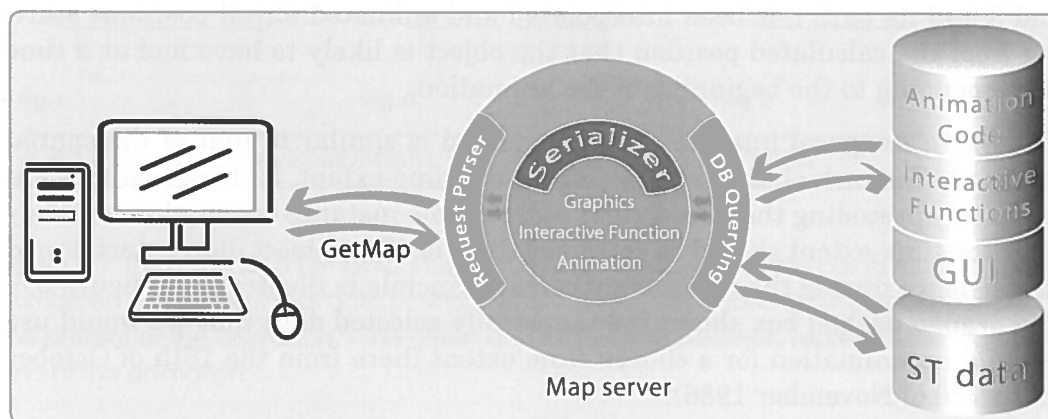 GetMap
Request Parser
Serializer
Graphics
Interactive Function
Animation
DB Querying
Map server
Animation
Code
Interactive
Functions
GUI
ST data